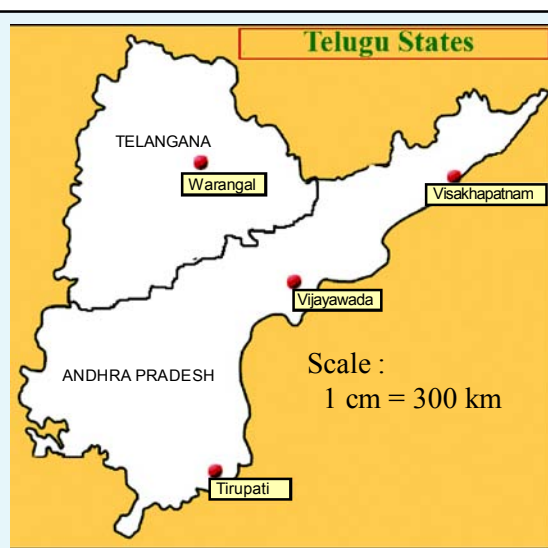 Telugu States
TELANGANA
Warangal
Visakhapatnam
Vijayawada
Scale :
1 cm = 300 km
ANDHRA PRADESH
Tirupati